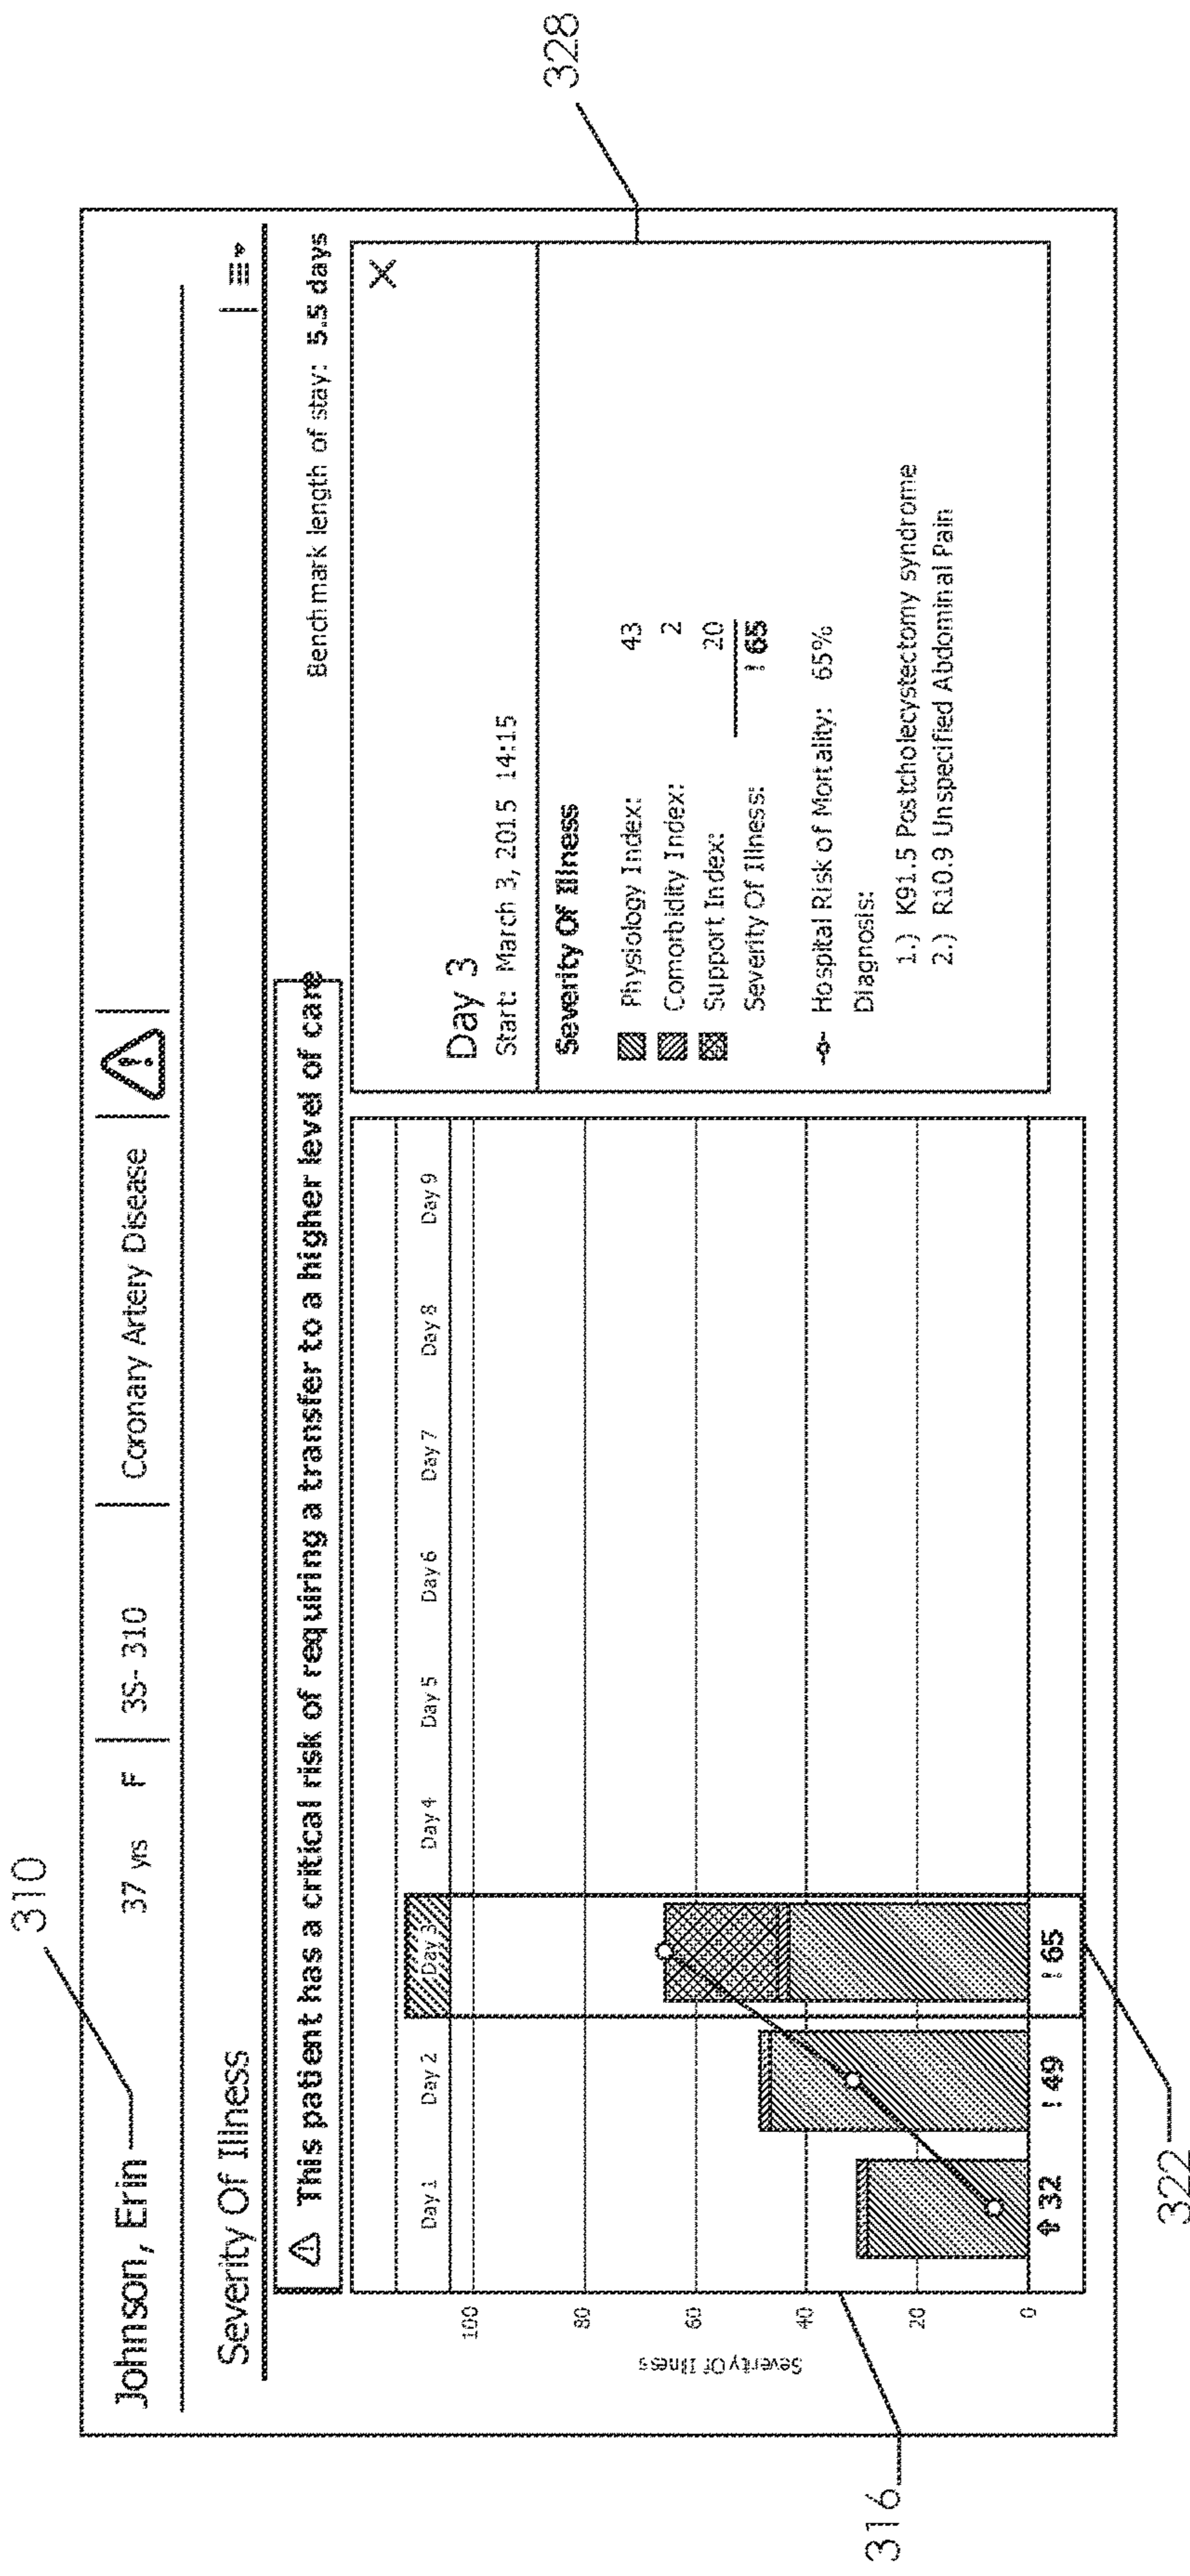 310
Johnson, Erin 37 yrs F 3S-310 Coronary Artery Disease !
Severity Of Illness
! This patient has a critical risk of requiring a transfer to a higher level of care
Benchmark length of stay: 5.5 days
Day 1 Day 2 Day 3 Day 4 Day 5 Day 6 Day 7 Day 8 Day 9
Severity Of Illness
100
80
60
40
20
0
32 ! 49 ! 65
X
Day 3
Start: March 3, 2015 14:15
Severity Of Illness
Physiology Index: 43
Comorbidity Index: 2
Support Index: 20
Severity Of Illness: ! 65
Hospital Risk of Mortality: 65%
Diagnosis:
1.) K91.5 Postcholecystectomy syndrome
2.) R10.9 Unspecified Abdominal Pain
316
322
328